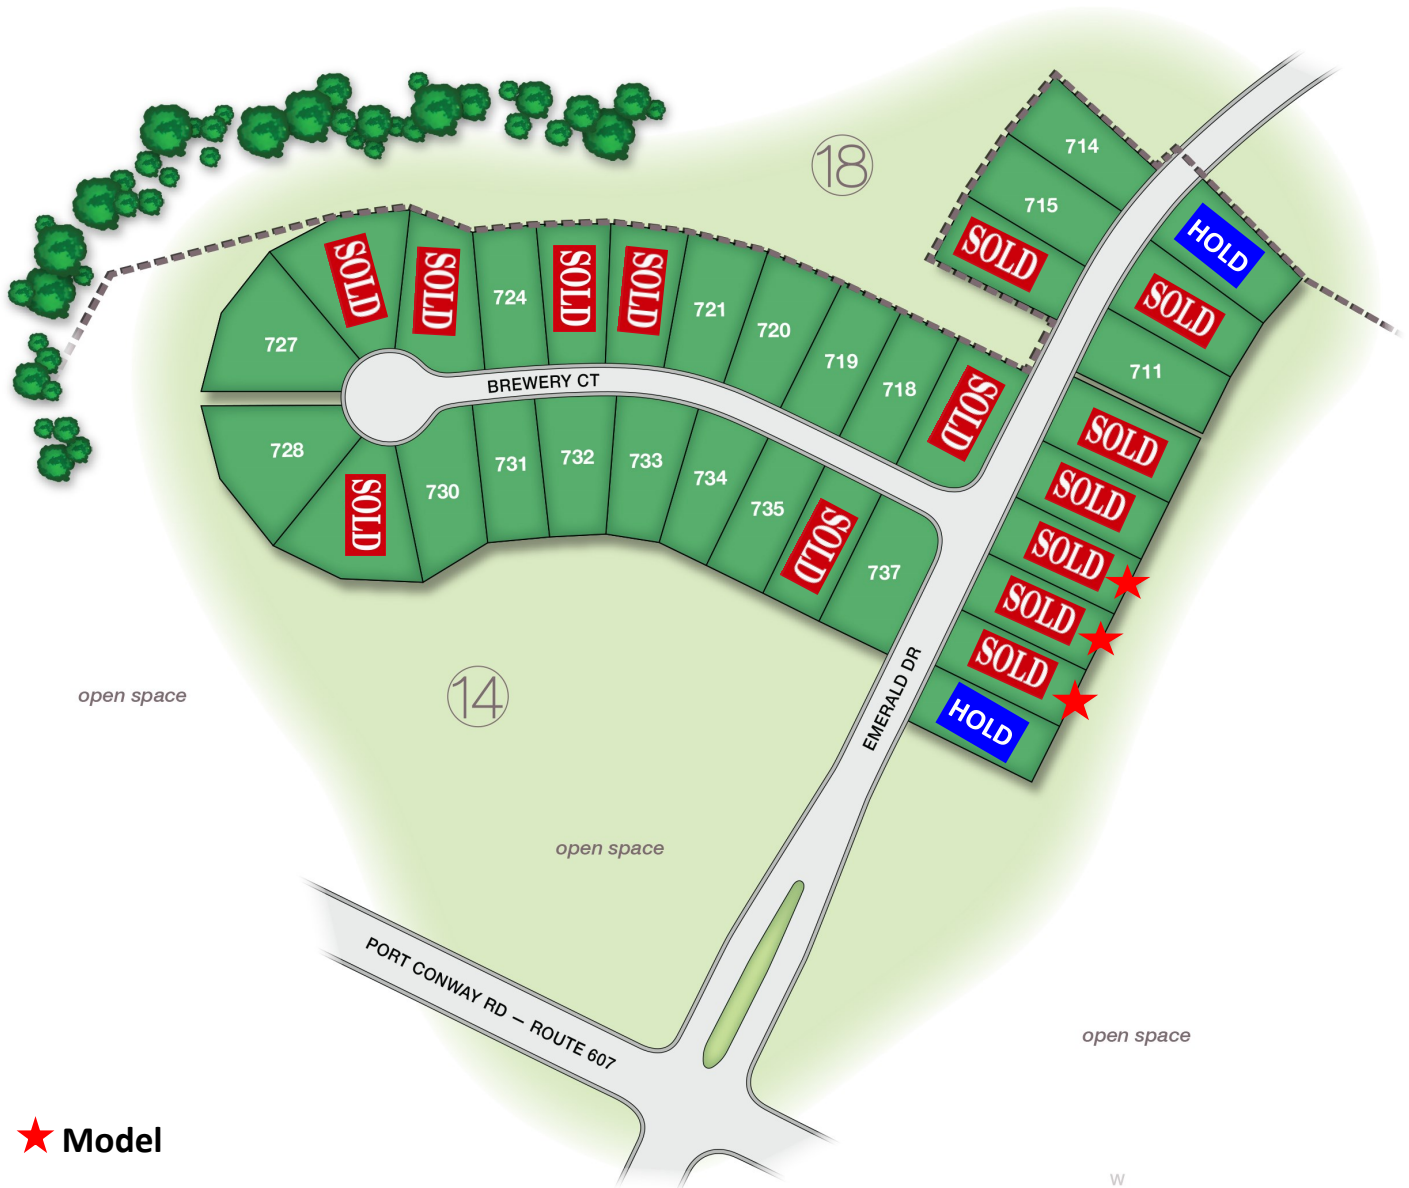 18
714
715
SOLD
HOLD
SOLD
711
SOLD
SOLD
SOLD
SOLD
SOLD
HOLD
727
SOLD
SOLD
724
SOLD
SOLD
721
720
719
718
SOLD
BREWERY CT
728
SOLD
730
731
732
733
734
735
SOLD
737
EMERALD DR
14
open space
open space
open space
PORT CONWAY RD – ROUTE 607
Model
W